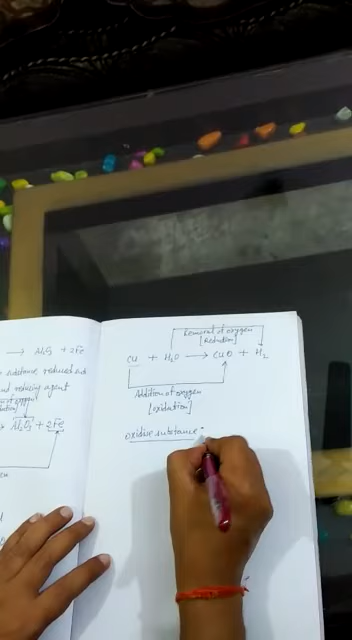 → Al₂O₃ + 2Fe
substance reduced and
and reducing agent
of oxygen
Al₂O₃ + 2Fe
Removal of oxygen
[Reduction]
Cu + H₂O → CuO + H₂
Addition of oxygen
[oxidation]
oxidise substance